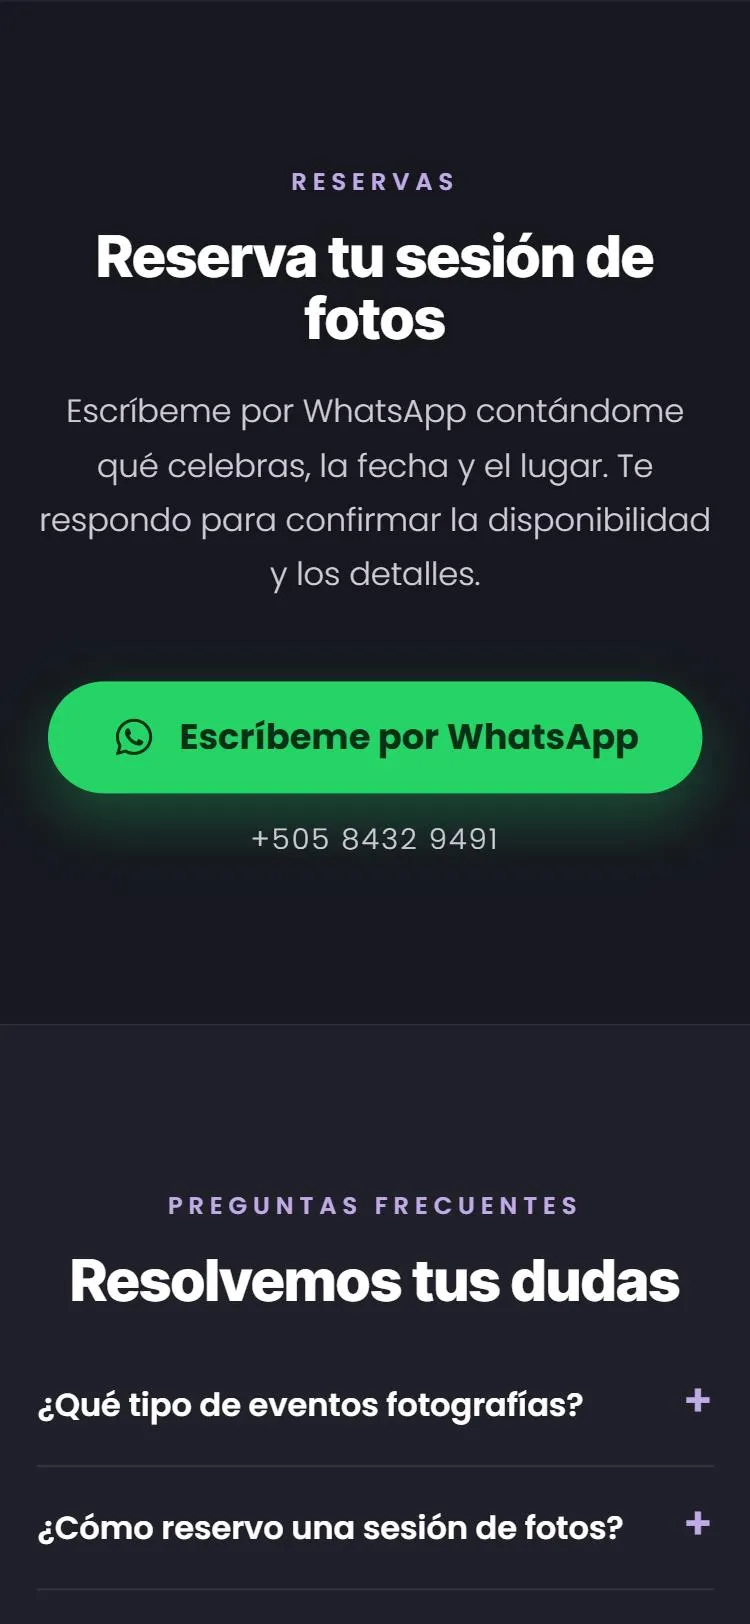 RESERVAS
Reserva tu sesión de
fotos
Escríbeme por WhatsApp contándome
qué celebras, la fecha y el lugar. Te
respondo para confirmar la disponibilidad
y los detalles.
Escríbeme por WhatsApp
+505 8432 9491
PREGUNTAS FRECUENTES
Resolvemos tus dudas
¿Qué tipo de eventos fotografías? +
¿Cómo reservo una sesión de fotos? +